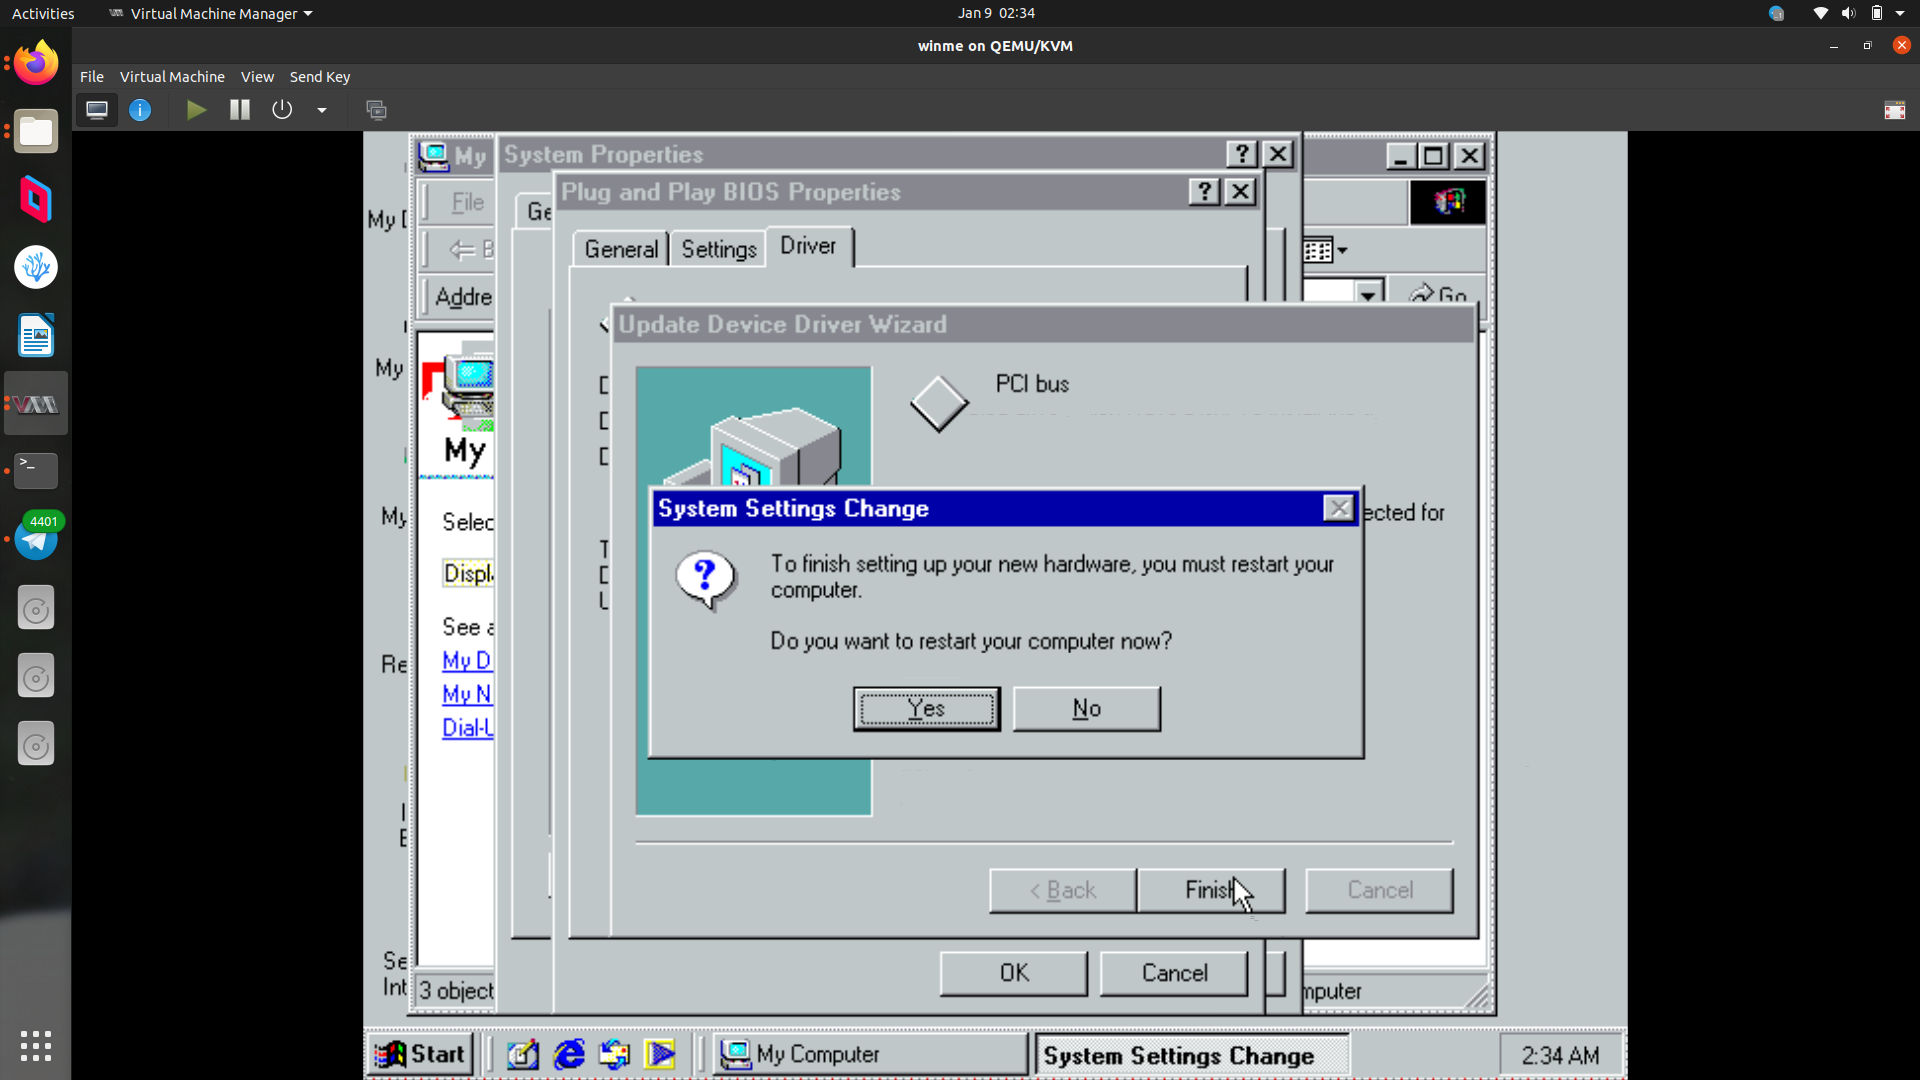 Activities
Virtual Machine Manager
Jan 9 02:34
winme on QEMU/KVM
File Virtual Machine View Send Key
My
System Properties
Plug and Play BIOS Properties
File
General Settings Driver
Addre
Go
Update Device Driver Wizard
My
PCI bus
My
System Settings Change
ected for
My
Selec
To finish setting up your new hardware, you must restart your
computer.
Displ
4401
See a
Do you want to restart your computer now?
My D
Re
My N
Dial-U
Yes No
< Back Finish Cancel
Se
Int
OK Cancel
3 object
mputer
Start
My Computer
System Settings Change
2:34 AM